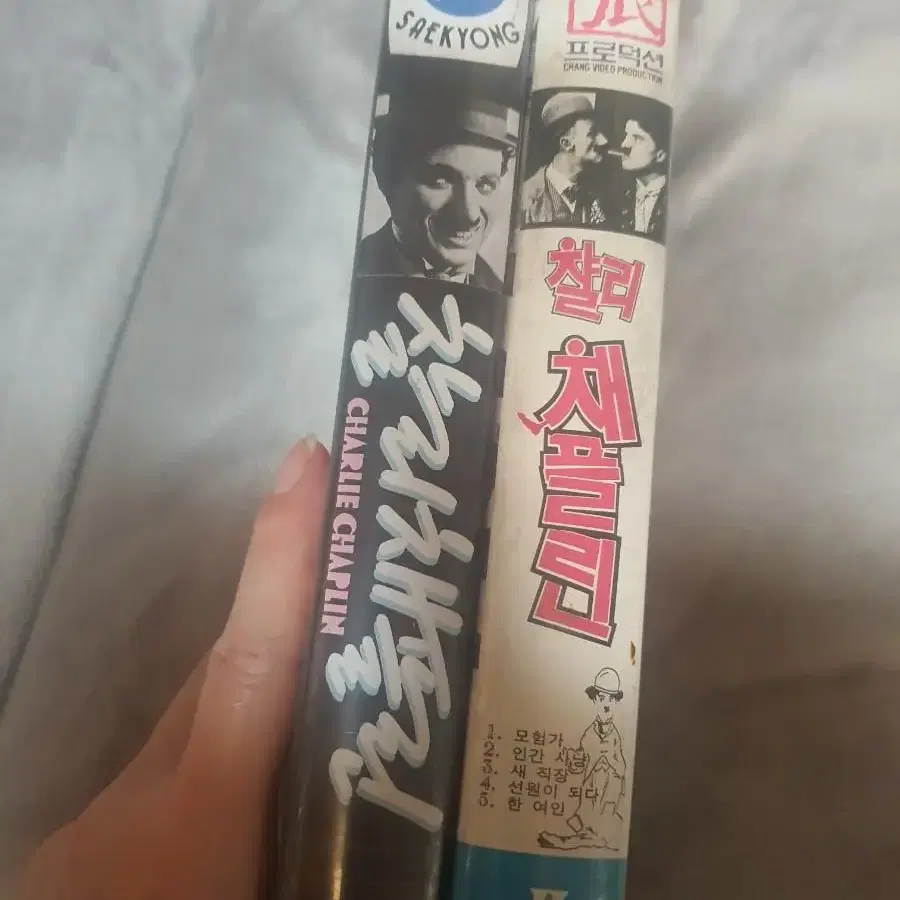 SAEKYONG
찰리채플린
CHARLIE CHAPLIN
프로덕션
CHANG VIDEO PRODUCTION
찰리
채플린
1. 모험가
2. 인간
3. 새 직장
4. 선원이 되다
5. 한 여인